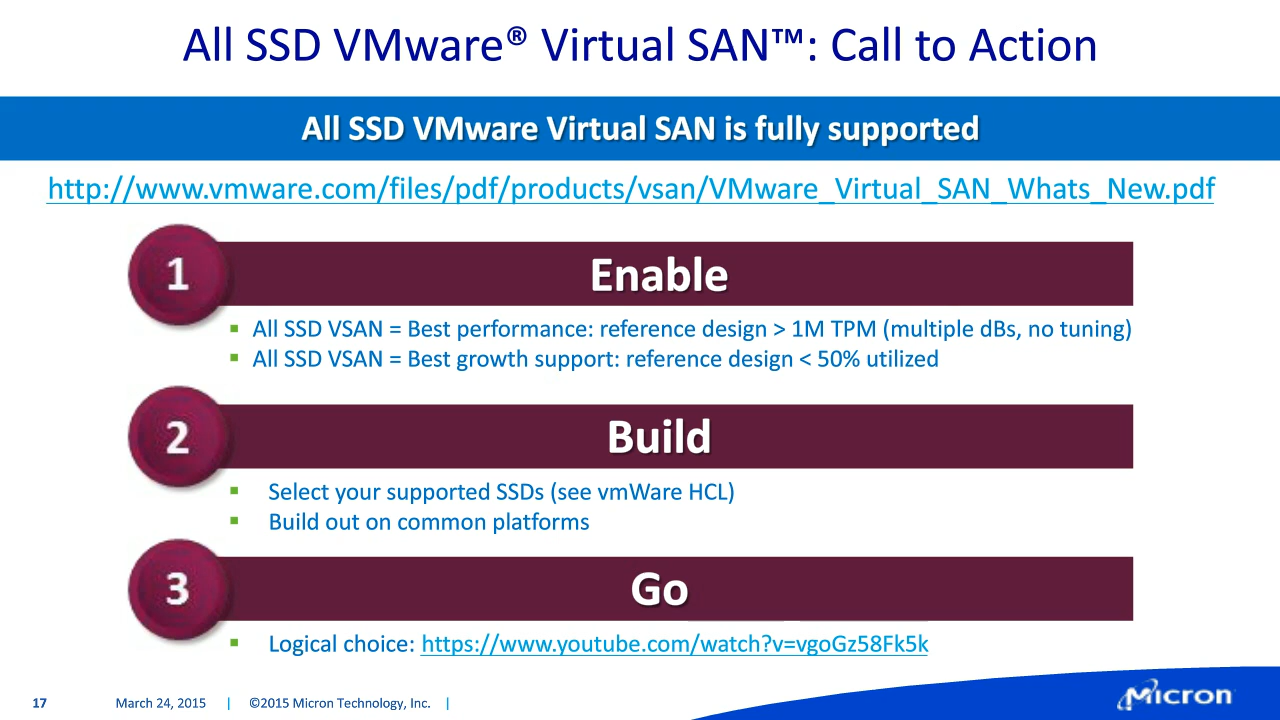 All SSD VMware® Virtual SAN™: Call to Action
All SSD VMware Virtual SAN is fully supported
http://www.vmware.com/files/pdf/products/vsan/VMware_Virtual_SAN_Whats_New.pdf
1
Enable
▪ All SSD VSAN = Best performance: reference design > 1M TPM (multiple dBs, no tuning)
▪ All SSD VSAN = Best growth support: reference design < 50% utilized
2
Build
▪ Select your supported SSDs (see vmWare HCL)
▪ Build out on common platforms
3
Go
▪ Logical choice: https://www.youtube.com/watch?v=vgoGz58Fk5k
17 March 24, 2015 | ©2015 Micron Technology, Inc. |
Micron